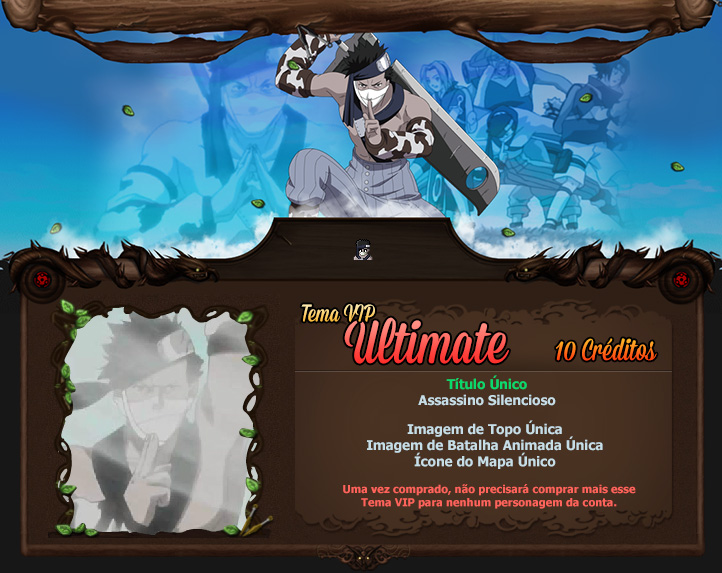 Tema VIP
Ultimate
10 Créditos
Título Único
Assassino Silencioso
Imagem de Topo Única
Imagem de Batalha Animada Única
Ícone do Mapa Único
Uma vez comprado, não precisará comprar mais esse
Tema VIP para nenhum personagem da conta.